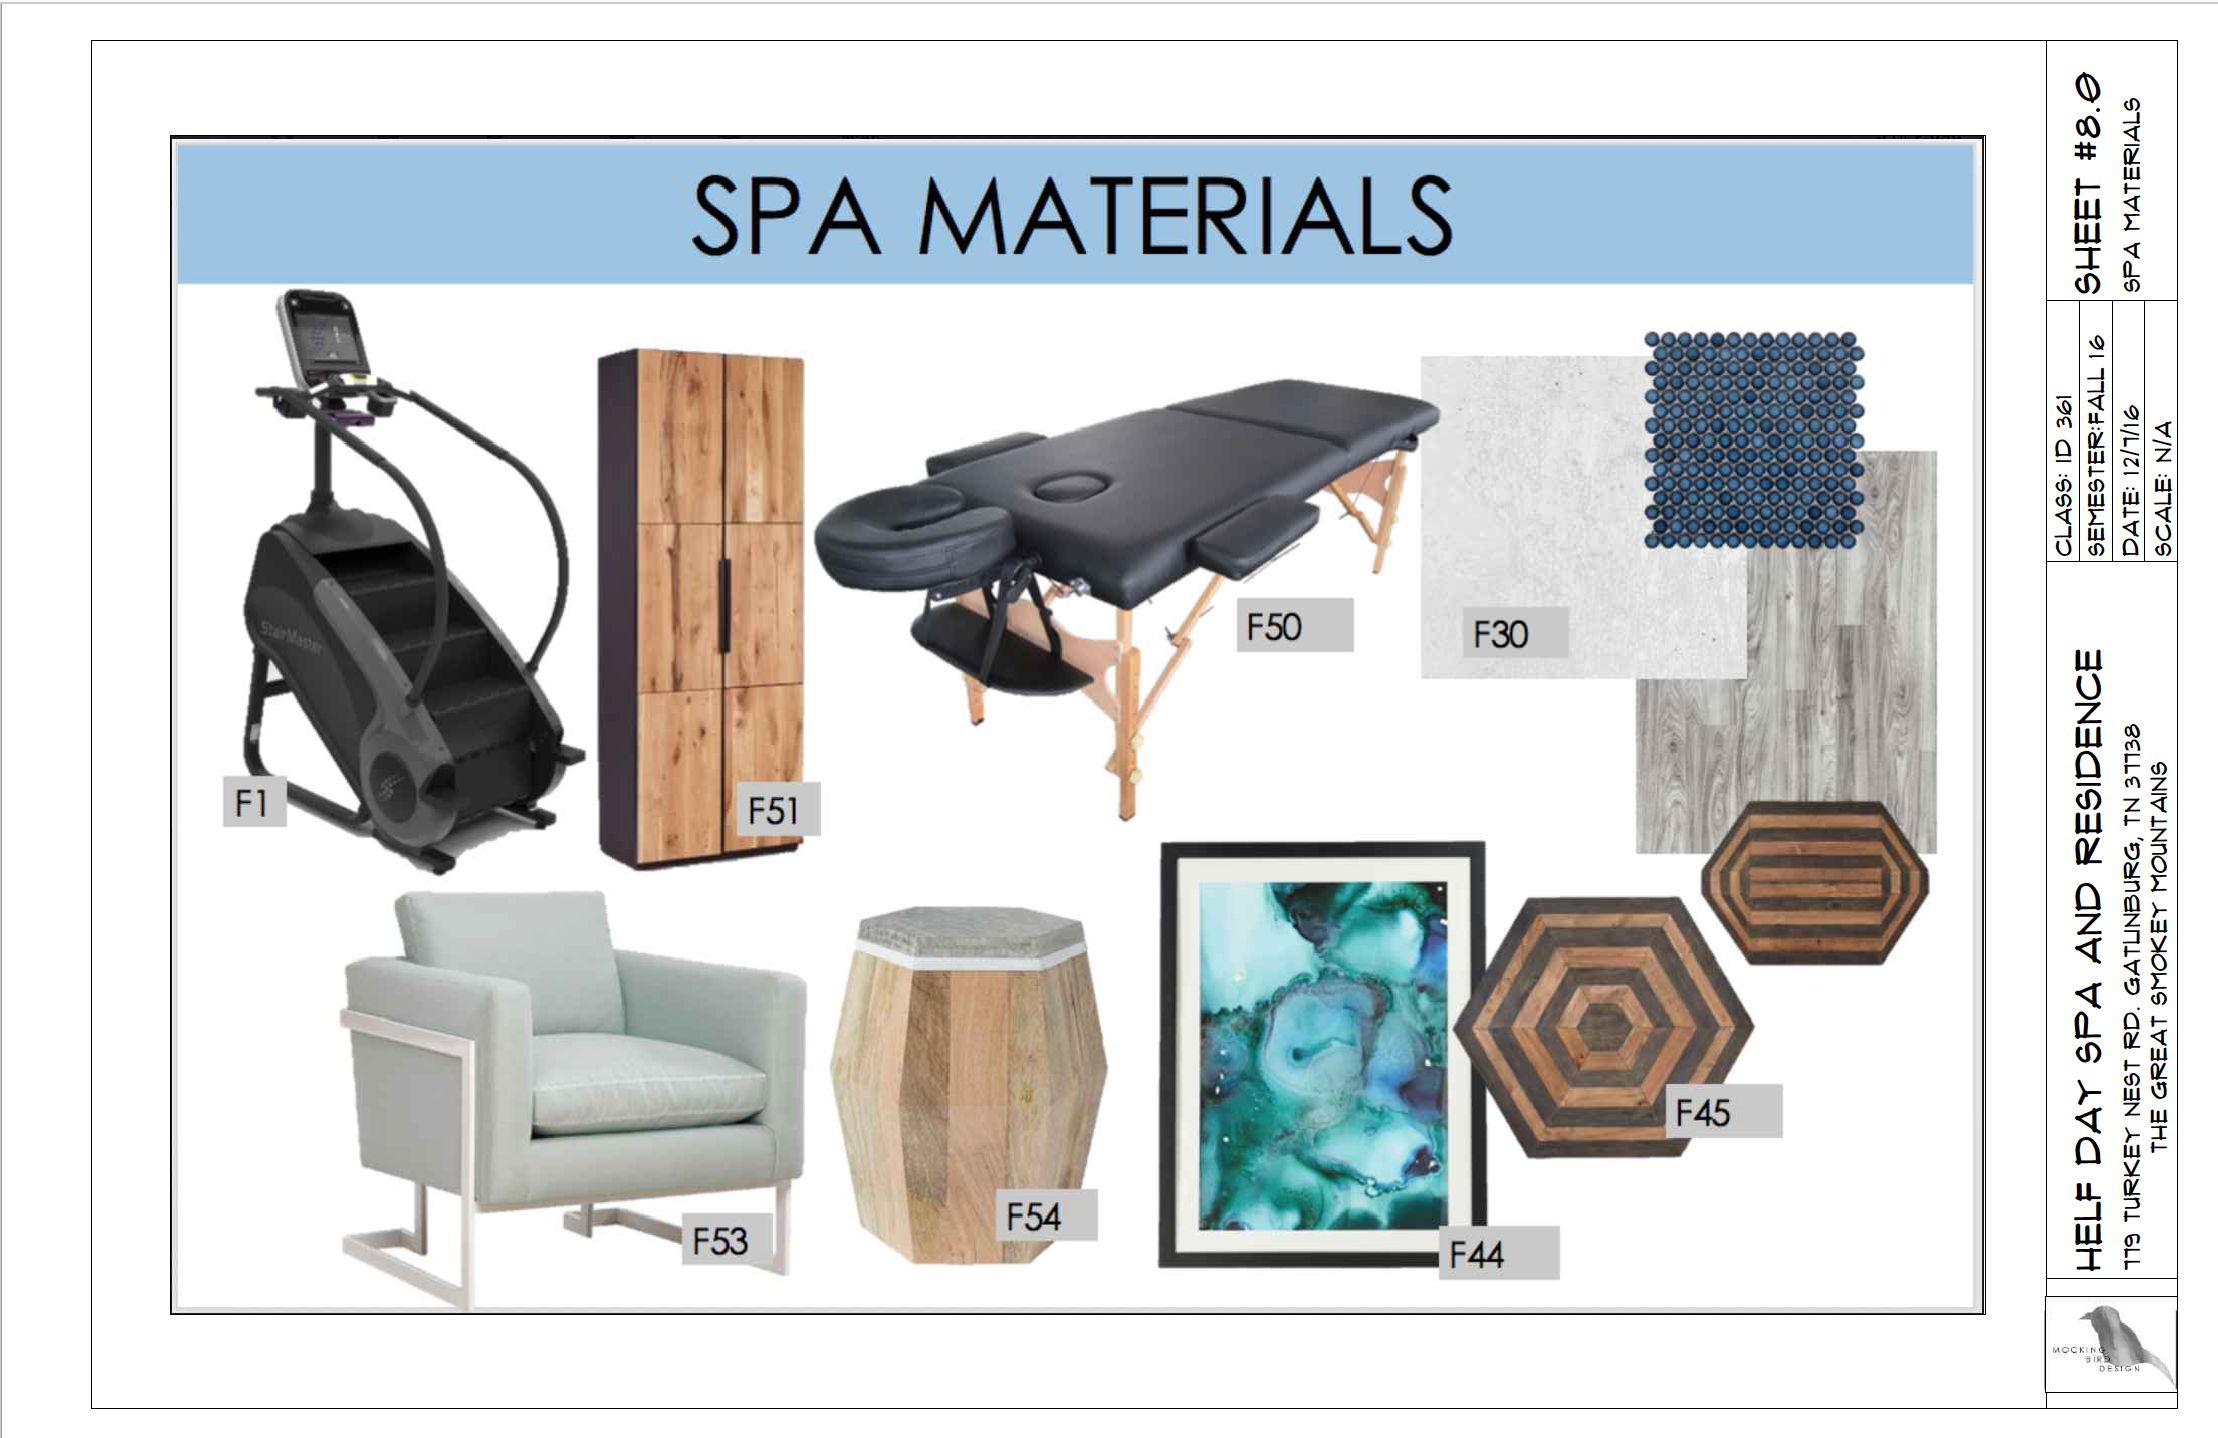 SPA MATERIALS
StairMaster
F1
F51
F50
F30
F53
F54
F44
F45
SHEET #8.0
SPA MATERIALS
CLASS: ID 361
SEMESTER:FALL 16
DATE: 12/7/16
SCALE: N/A
HELF DAY SPA AND RESIDENCE
779 TURKEY NEST RD. GATLINBURG, TN 37738
THE GREAT SMOKEY MOUNTAINS
MOCKING
BIRD
DESIGN